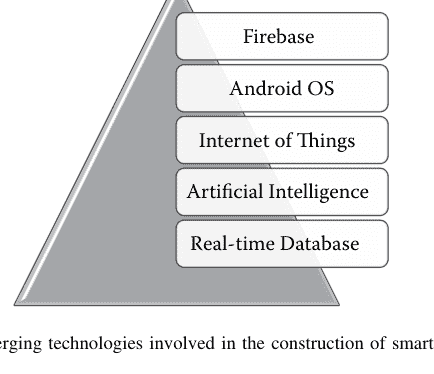 Firebase
Android OS
Internet of Things
Artificial Intelligence
Real-time Database
erging technologies involved in the construction of smart